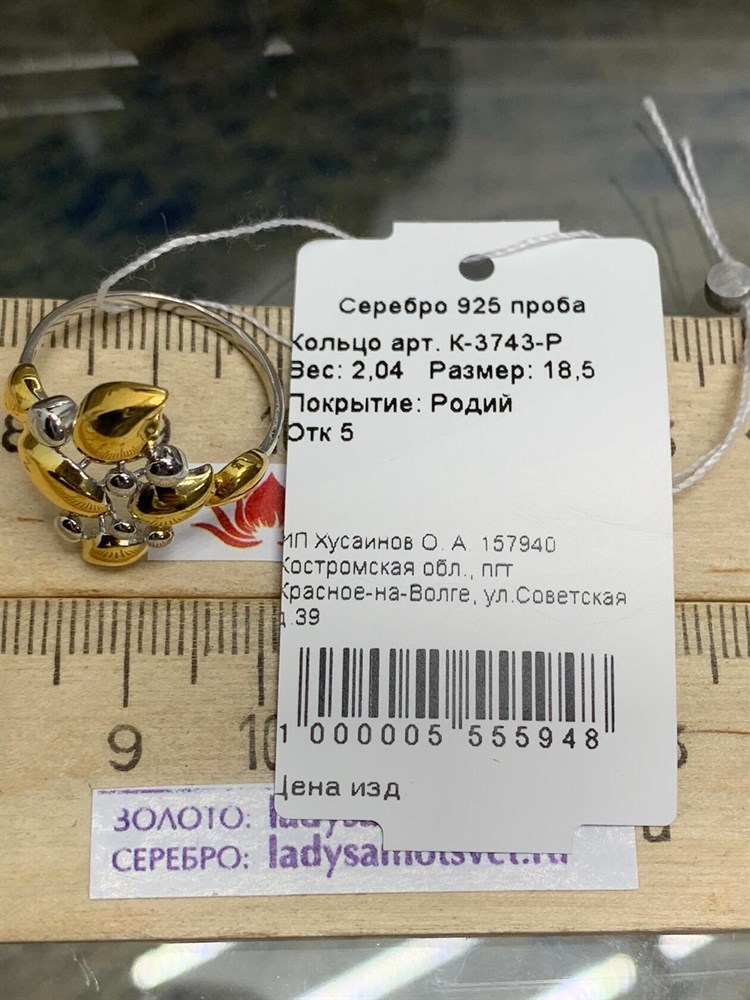 Серебро 925 проба
Кольцо арт. К-3743-Р
Вес: 2,04 Размер: 18,5
Покрытие: Родий
Отк 5
ИП Хусаинов О. А. 157940
Костромская обл., пгт
Красное-на-Волге, ул.Советская
д.39
1 000005 555948
Цена изд
8
9
10
ЗОЛОТО:
СЕРЕБРО: ladysamotsvet.ru